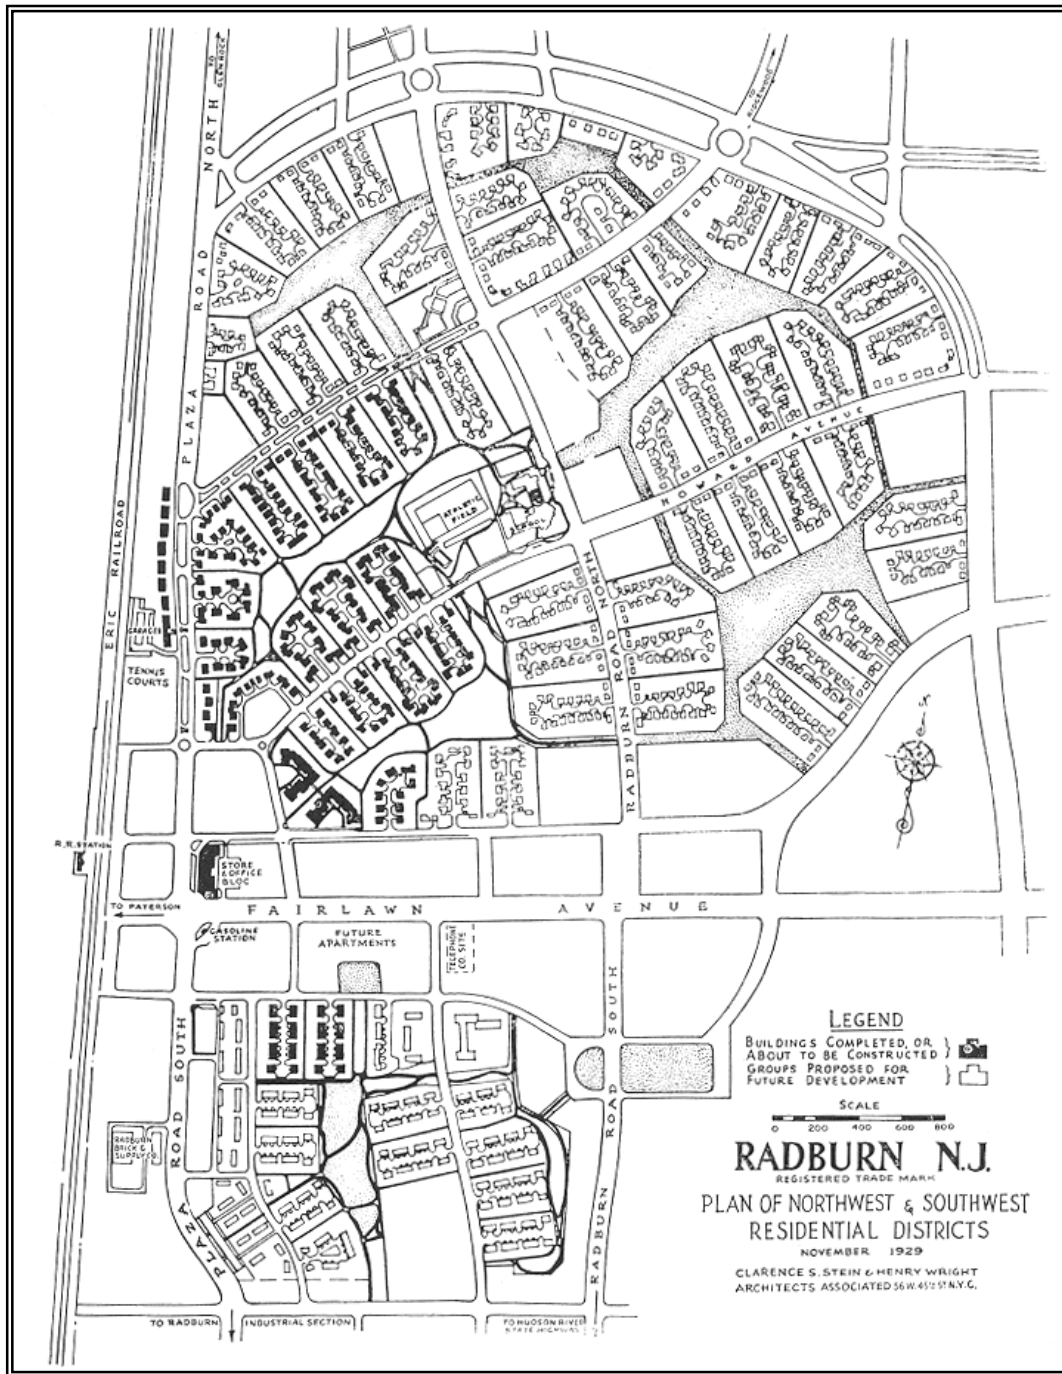 TO
GLEN ROCK
TO
RIDGEWOOD
PLAZA ROAD NORTH
HOWARD AVENUE
ATHLETIC
FIELD
SCHOOL
ERIC RAILROAD
GARAGES
TENNIS
COURTS
RADBURN ROAD NORTH
N
R.R. STATION
STORE
& OFFICE
BLOC
TO PATERSON
FAIRLAWN AVENUE
GASOLINE
STATION
FUTURE
APARTMENTS
TELEPHONE
CO. SITE
PLAZA ROAD SOUTH
RADBURN ROAD SOUTH
RADBURN
BRICK &
SUPPLY CO.
LEGEND
BUILDINGS COMPLETED, OR
ABOUT TO BE CONSTRUCTED
GROUPS PROPOSED FOR
FUTURE DEVELOPMENT
SCALE
0 200 400 600 800
RADBURN N.J.
REGISTERED TRADE MARK
PLAN OF NORTHWEST & SOUTHWEST
RESIDENTIAL DISTRICTS
NOVEMBER 1929
CLARENCE S. STEIN & HENRY WRIGHT
ARCHITECTS ASSOCIATED 56 W. 45TH ST N.Y.C.
TO RADBURN INDUSTRIAL SECTION
TO HUDSON RIVER
STATE HIGHWAY